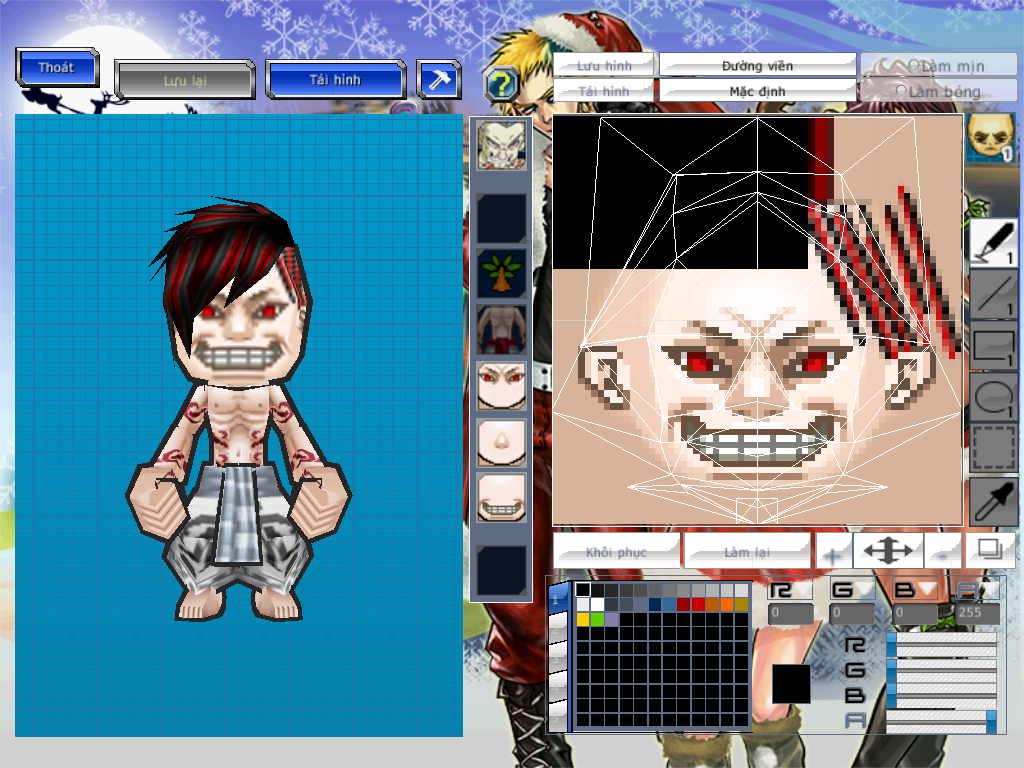 Thoát
Lưu lại
Tải hình
?
Lưu hình
Đường viền
Làm mịn
Tải hình
Mặc định
Làm bóng
1
1
1
1
1
Khôi phục
Làm lại
+
-
1
R
G
B
A
0
0
0
255
R
G
B
A